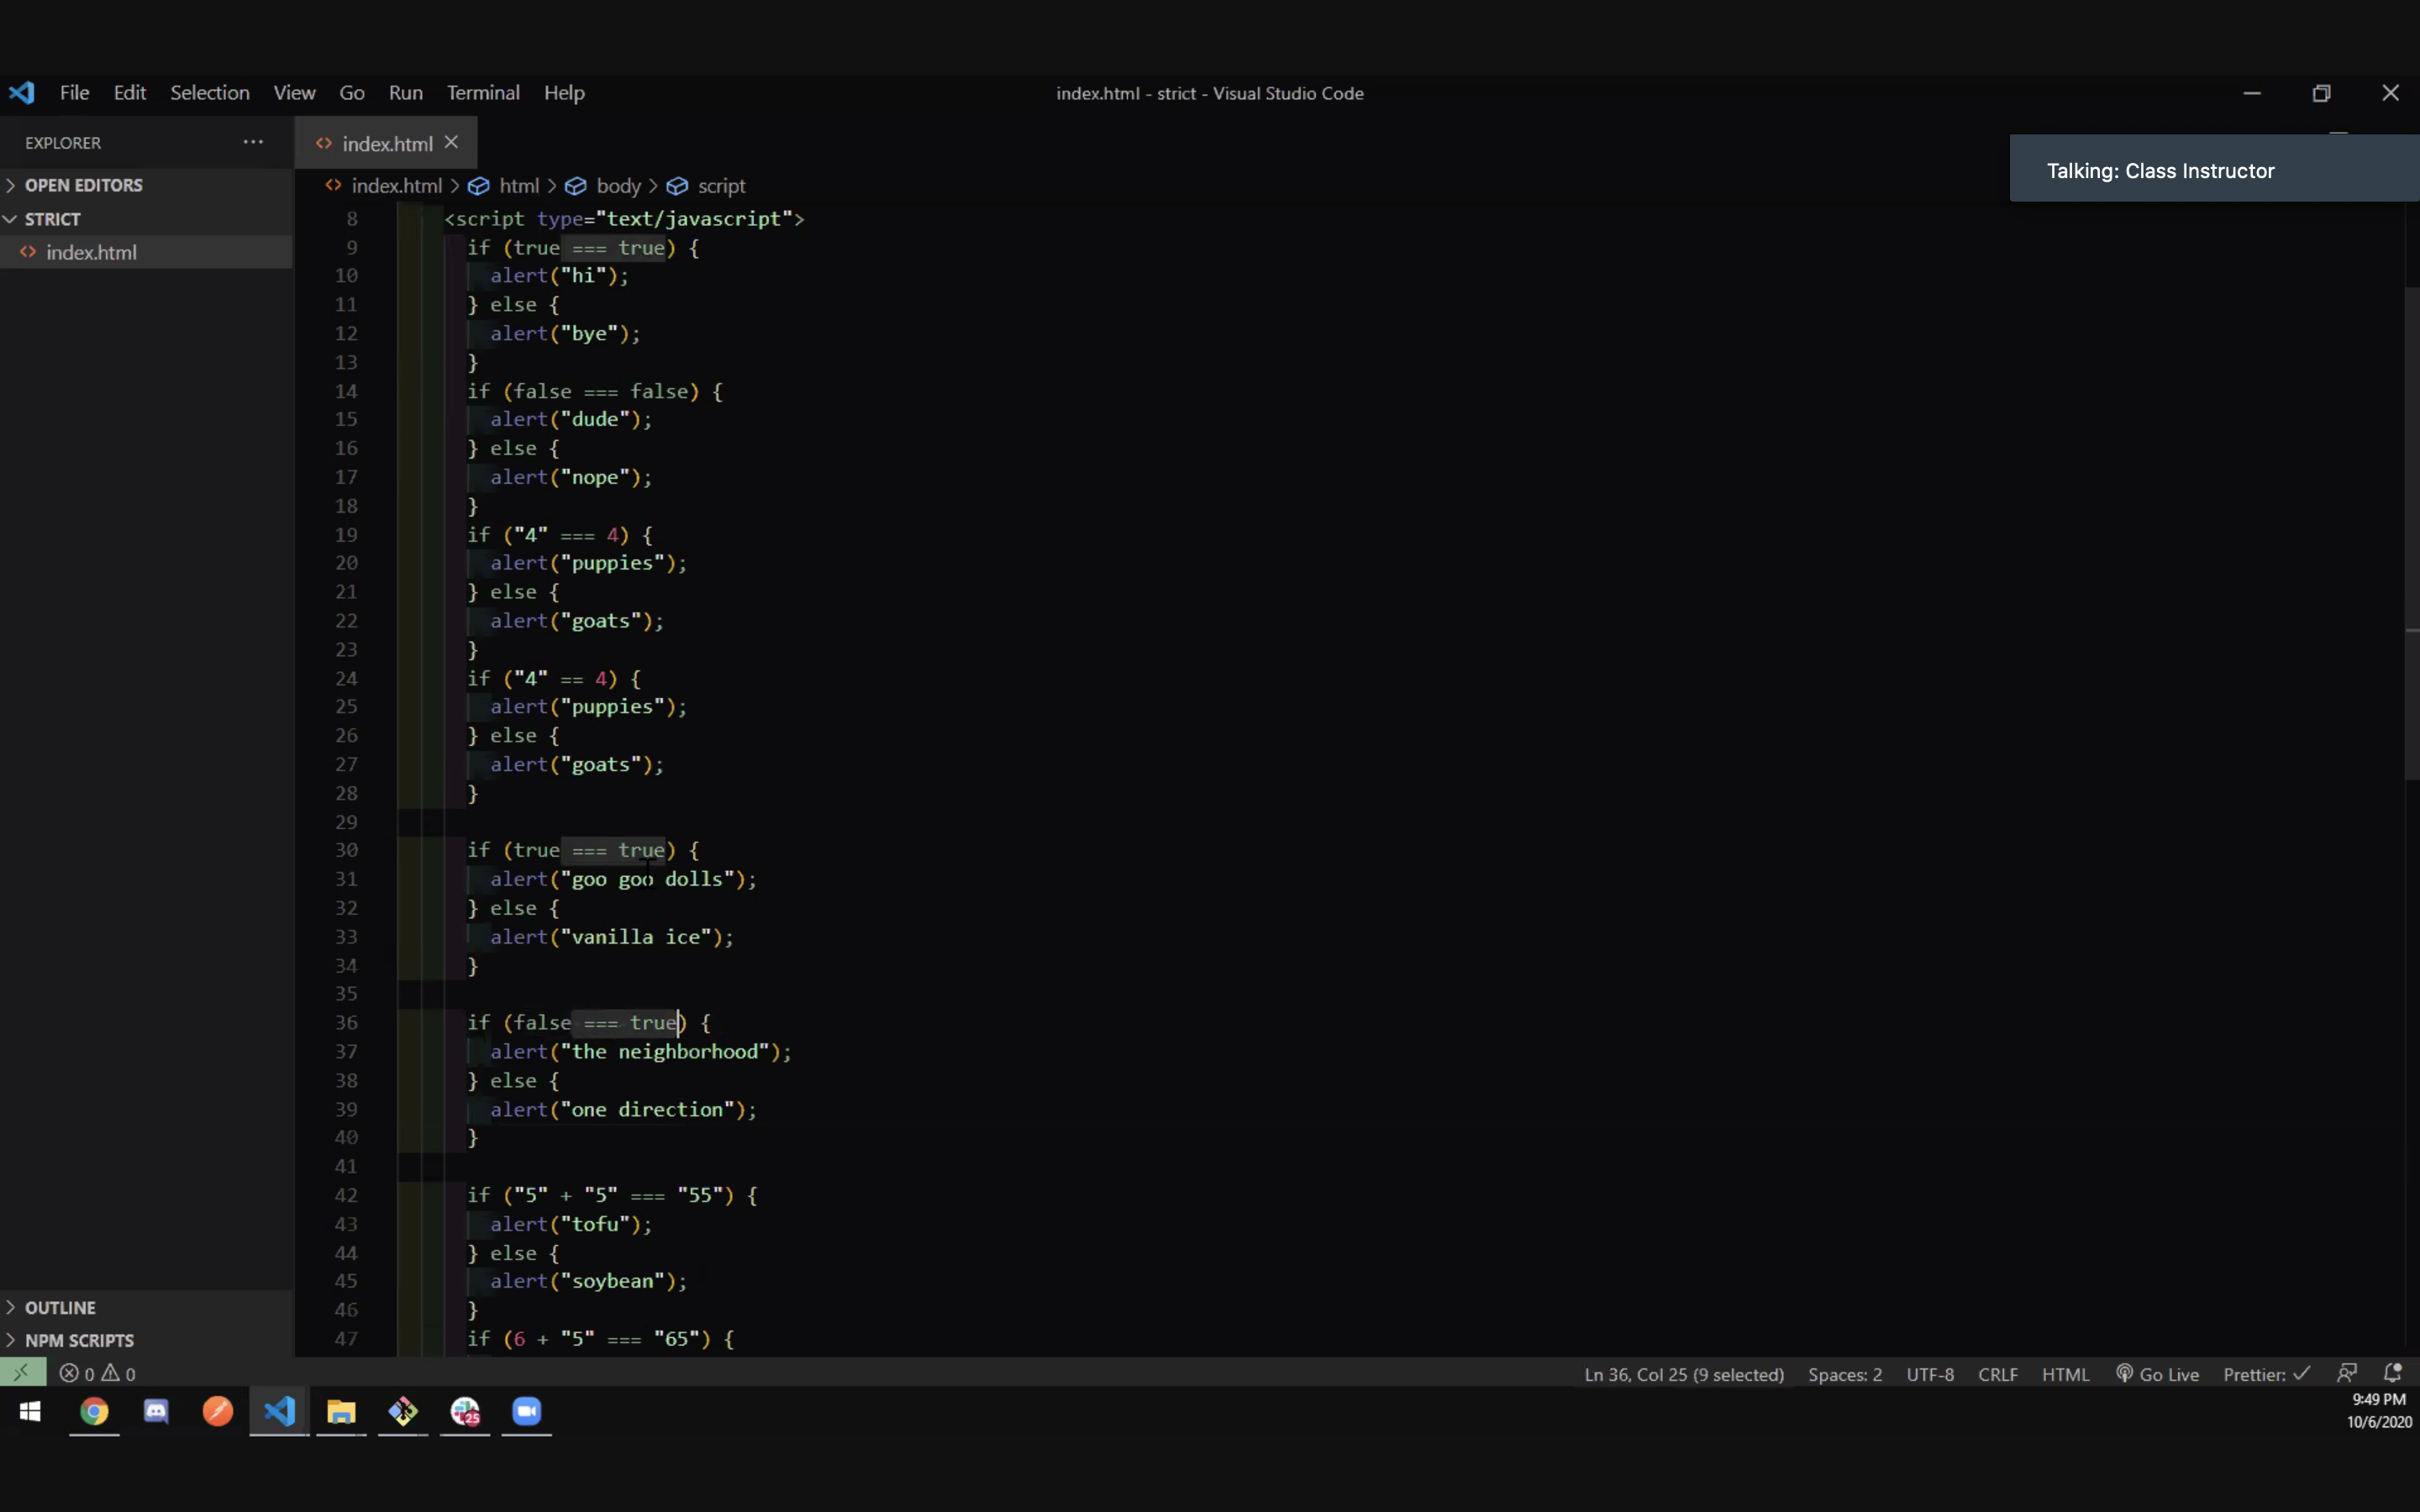 File Edit Selection View Go Run Terminal Help
index.html - strict - Visual Studio Code
EXPLORER
index.html
Talking: Class Instructor
OPEN EDITORS
index.html > html > body > script
STRICT
index.html
8 <script type="text/javascript">
9 if (true === true) {
10 alert("hi");
11 } else {
12 alert("bye");
13 }
14 if (false === false) {
15 alert("dude");
16 } else {
17 alert("nope");
18 }
19 if ("4" === 4) {
20 alert("puppies");
21 } else {
22 alert("goats");
23 }
24 if ("4" == 4) {
25 alert("puppies");
26 } else {
27 alert("goats");
28 }
29
30 if (true === true) {
31 alert("goo goo dolls");
32 } else {
33 alert("vanilla ice");
34 }
35
36 if (false === true) {
37 alert("the neighborhood");
38 } else {
39 alert("one direction");
40 }
41
42 if ("5" + "5" === "55") {
43 alert("tofu");
44 } else {
45 alert("soybean");
46 }
47 if (6 + "5" === "65") {
OUTLINE
NPM SCRIPTS
0 0
Ln 36, Col 25 (9 selected) Spaces: 2 UTF-8 CRLF HTML Go Live Prettier: ✓
25
9:49 PM
10/6/2020